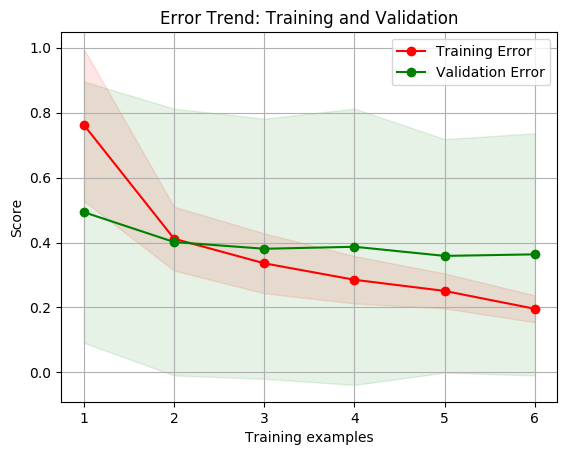 Error Trend: Training and Validation
Training Error
Validation Error
Score
1.0
0.8
0.6
0.4
0.2
0.0
1 2 3 4 5 6
Training examples